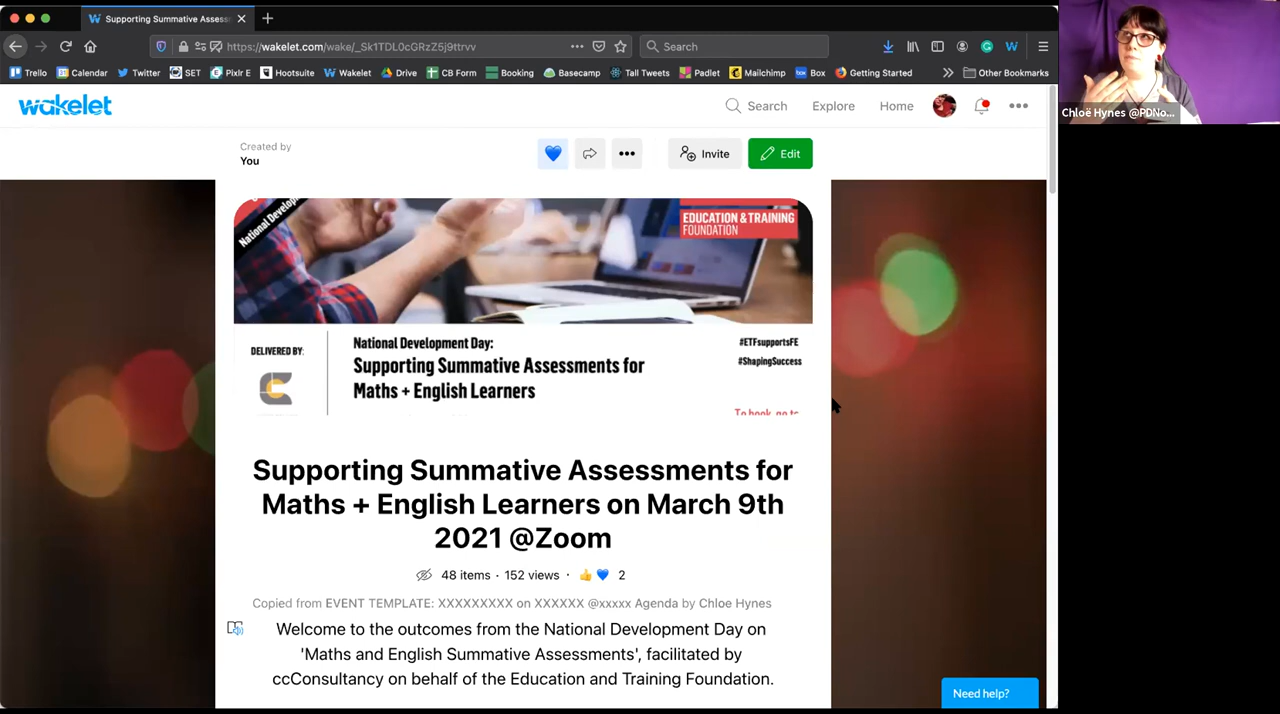 Supporting Summative Assess
https://wakelet.com/wake/_Sk1TDL0cGRzZ5j9ttrvv
Search
Trello
Calendar
Twitter
SET
Pixlr E
Hootsuite
Wakelet
Drive
CB Form
Booking
Basecamp
Tall Tweets
Padlet
Mailchimp
Box
Getting Started
Other Bookmarks
wakelet
Search
Explore
Home
Chloë Hynes @PDNo...
Created by
You
Invite
Edit
National Develop
EDUCATION & TRAINING
FOUNDATION
DELIVERED BY:
National Development Day:
Supporting Summative Assessments for
Maths + English Learners
#ETFsupportsFE
#ShapingSuccess
To book, go to
Supporting Summative Assessments for
Maths + English Learners on March 9th
2021 @Zoom
48 items · 152 views · 👍 💙 2
Copied from EVENT TEMPLATE: XXXXXXXXX on XXXXXX @xxxxx Agenda by Chloe Hynes
Welcome to the outcomes from the National Development Day on
'Maths and English Summative Assessments', facilitated by
ccConsultancy on behalf of the Education and Training Foundation.
Need help?